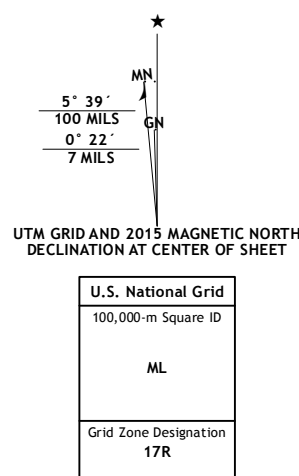 ★
MN.
5° 39´
100 MILS
GN
0° 22´
7 MILS
UTM GRID AND 2015 MAGNETIC NORTH
DECLINATION AT CENTER OF SHEET
U.S. National Grid
100,000-m Square ID
ML
Grid Zone Designation
17R